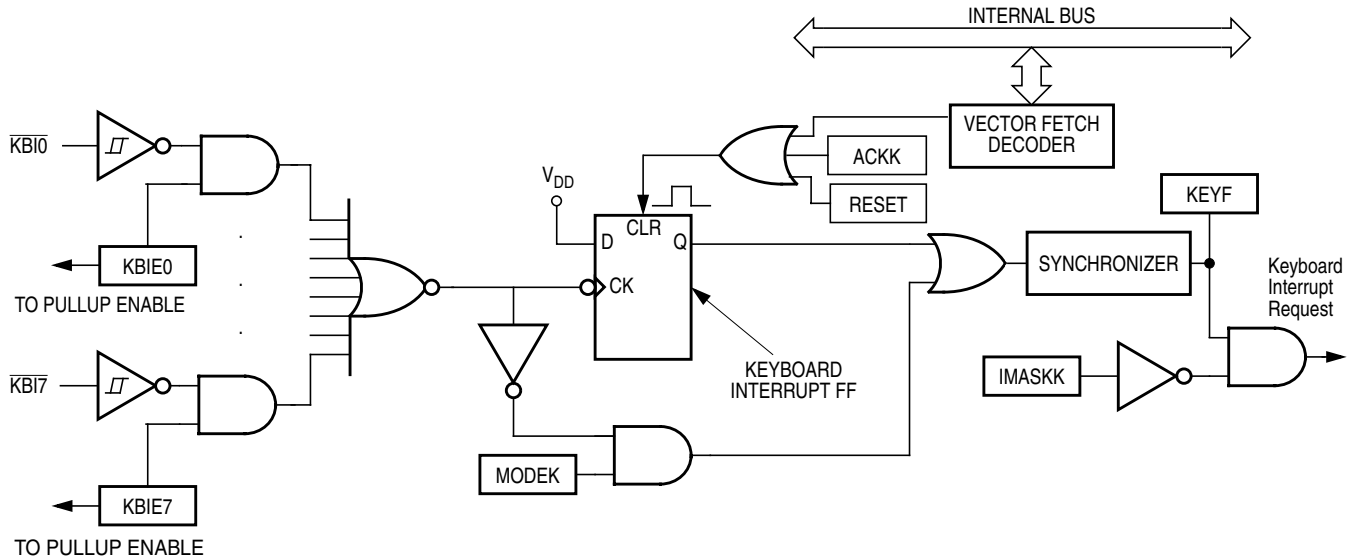 INTERNAL BUS
VECTOR FETCH
DECODER
ACKK
RESET
KBI0
KBIE0
TO PULLUP ENABLE
KBI7
KBIE7
TO PULLUP ENABLE
VDD
D
CLR
Q
CK
KEYBOARD
INTERRUPT FF
MODEK
SYNCHRONIZER
KEYF
IMASKK
Keyboard
Interrupt
Request